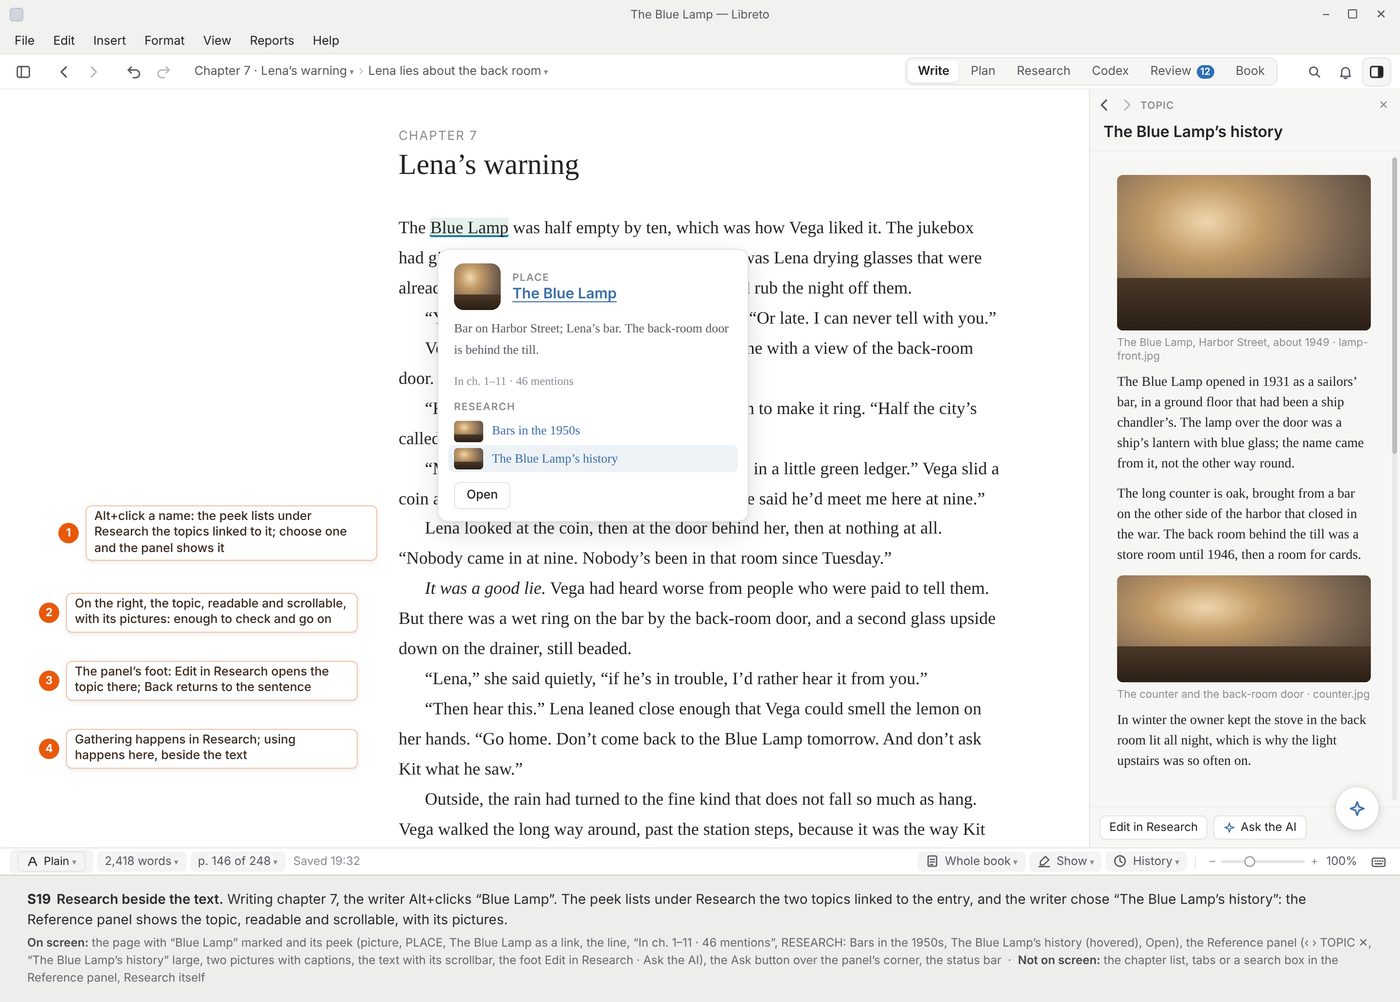 The Blue Lamp — Libreto
File Edit Insert Format View Reports Help
Chapter 7 · Lena’s warning › Lena lies about the back room
Write Plan Research Codex Review 12 Book
CHAPTER 7
Lena’s warning
The Blue Lamp was half empty by ten, which was how Vega liked it. The jukebox
had g was Lena drying glasses that were
alread rub the night off them.
“Or late. I can never tell with you.”
ne with a view of the back-room
door.
n to make it ring. “Half the city’s
called
in a little green ledger.” Vega slid a
coin a e said he’d meet me here at nine.”
Lena looked at the coin, then at the door behind her, then at nothing at all.
“Nobody came in at nine. Nobody’s been in that room since Tuesday.”
It was a good lie. Vega had heard worse from people who were paid to tell them.
But there was a wet ring on the bar by the back-room door, and a second glass upside
down on the drainer, still beaded.
“Lena,” she said quietly, “if he’s in trouble, I’d rather hear it from you.”
“Then hear this.” Lena leaned close enough that Vega could smell the lemon on
her hands. “Go home. Don’t come back to the Blue Lamp tomorrow. And don’t ask
Kit what he saw.”
Outside, the rain had turned to the fine kind that does not fall so much as hang.
Vega walked the long way around, past the station steps, because it was the way Kit
PLACE
The Blue Lamp
Bar on Harbor Street; Lena’s bar. The back-room door
is behind the till.
In ch. 1–11 · 46 mentions
RESEARCH
Bars in the 1950s
The Blue Lamp’s history
Open
1
Alt+click a name: the peek lists under
Research the topics linked to it; choose one
and the panel shows it
2
On the right, the topic, readable and scrollable,
with its pictures: enough to check and go on
3
The panel’s foot: Edit in Research opens the
topic there; Back returns to the sentence
4
Gathering happens in Research; using
happens here, beside the text
TOPIC
The Blue Lamp’s history
The Blue Lamp, Harbor Street, about 1949 · lamp-
front.jpg
The Blue Lamp opened in 1931 as a sailors’
bar, in a ground floor that had been a ship
chandler’s. The lamp over the door was a
ship’s lantern with blue glass; the name came
from it, not the other way round.
The long counter is oak, brought from a bar
on the other side of the harbor that closed in
the war. The back room behind the till was a
store room until 1946, then a room for cards.
The counter and the back-room door · counter.jpg
In winter the owner kept the stove in the back
room lit all night, which is why the light
upstairs was so often on.
Edit in Research Ask the AI
Plain 2,418 words p. 146 of 248 Saved 19:32
Whole book Show History − + 100%
S19 Research beside the text. Writing chapter 7, the writer Alt+clicks “Blue Lamp”. The peek lists under Research the two topics linked to the entry, and the writer chose “The Blue Lamp’s history”: the
Reference panel shows the topic, readable and scrollable, with its pictures.
On screen: the page with “Blue Lamp” marked and its peek (picture, PLACE, The Blue Lamp as a link, the line, “In ch. 1–11 · 46 mentions”, RESEARCH: Bars in the 1950s, The Blue Lamp’s history (hovered), Open), the Reference panel (‹ › TOPIC ✕,
“The Blue Lamp’s history” large, two pictures with captions, the text with its scrollbar, the foot Edit in Research · Ask the AI), the Ask button over the panel’s corner, the status bar · Not on screen: the chapter list, tabs or a search box in the
Reference panel, Research itself